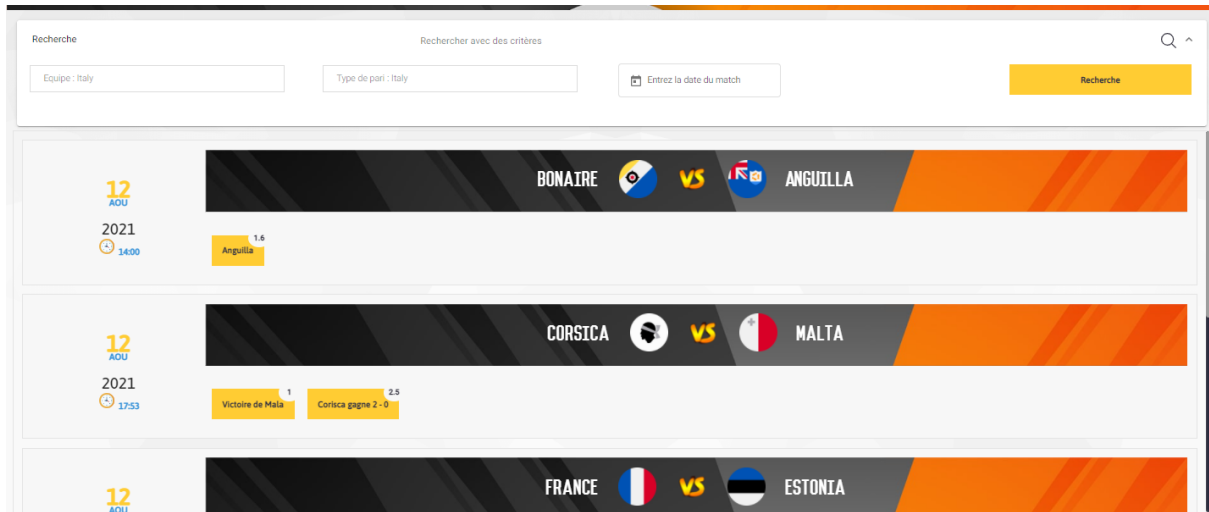 Recherche
Rechercher avec des critères
Equipe : Italy
Type de pari : Italy
Entrez la date du match
Recherche
12
AOU
2021
14:00
BONAIRE VS ANGUILLA
Anguilla 1.6
12
AOU
2021
17:53
CORSICA VS MALTA
Victoire de Mala 1
Corisca gagne 2 - 0 2.5
12
AOU
FRANCE VS ESTONIA